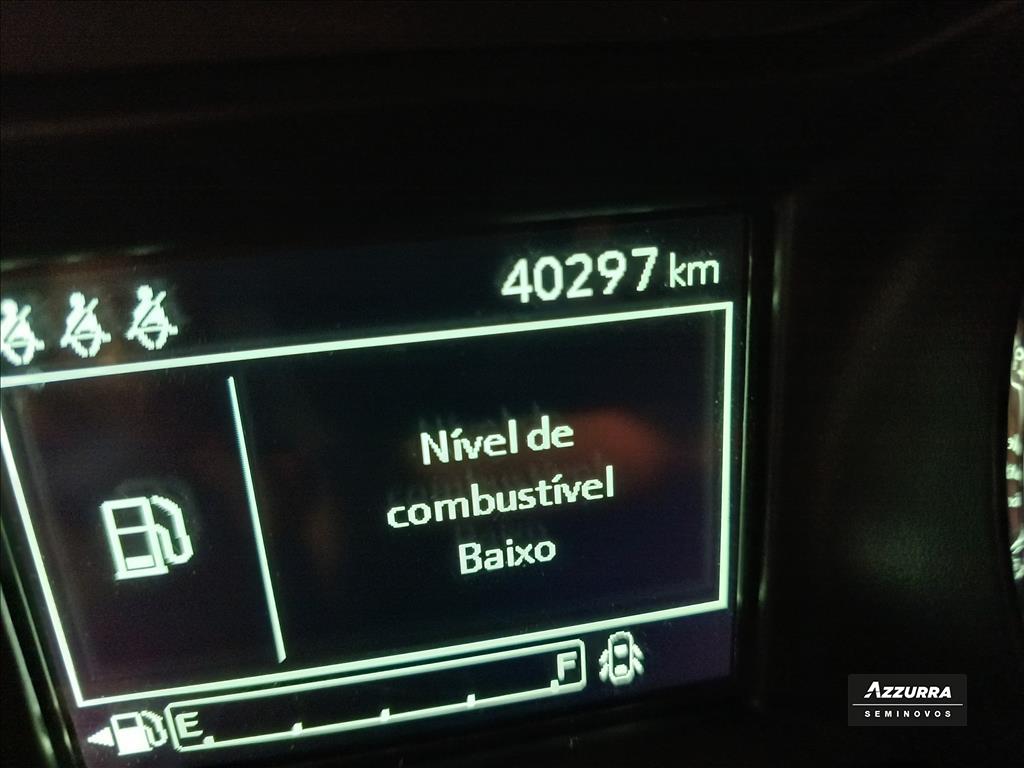 40297 km
Nível de
combustível
Baixo
E
F
AZZURRA
SEMINOVOS